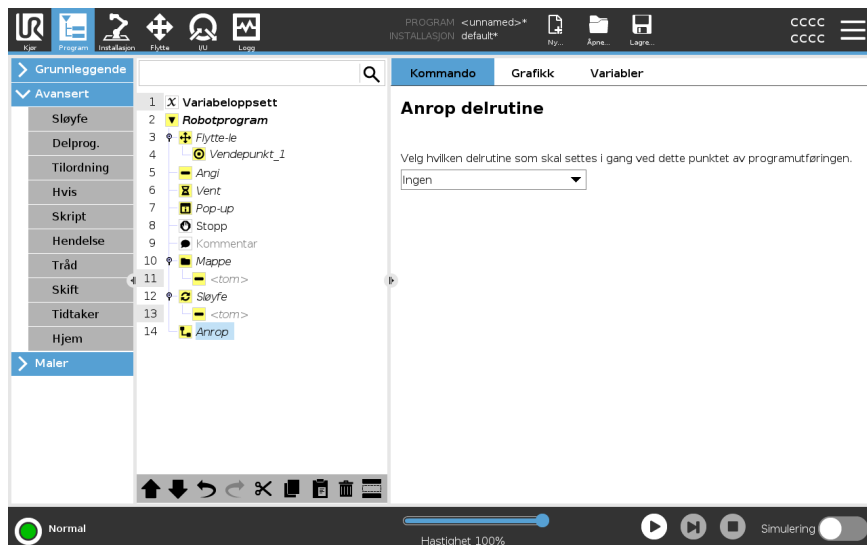 PROGRAM <unnamed>*
INSTALLASJON default*
CCCC
CCCC
Kjør
Program
Installasjon
Flytte
I/U
Logg
Ny...
Åpne...
Lagre...
Grunnleggende
Avansert
Sløyfe
Delprog.
Tilordning
Hvis
Skript
Hendelse
Tråd
Skift
Tidtaker
Hjem
Maler
1 X Variabeloppsett
2 Robotprogram
3 Flytte-le
4 Vendepunkt_1
5 Angi
6 Vent
7 Pop-up
8 Stopp
9 Kommentar
10 Mappe
11 <tom>
12 Sløyfe
13 <tom>
14 Anrop
Kommando Grafikk Variabler
Anrop delrutine
Velg hvilken delrutine som skal settes i gang ved dette punktet av programutføringen.
Ingen
Normal
Hastighet 100%
Simulering